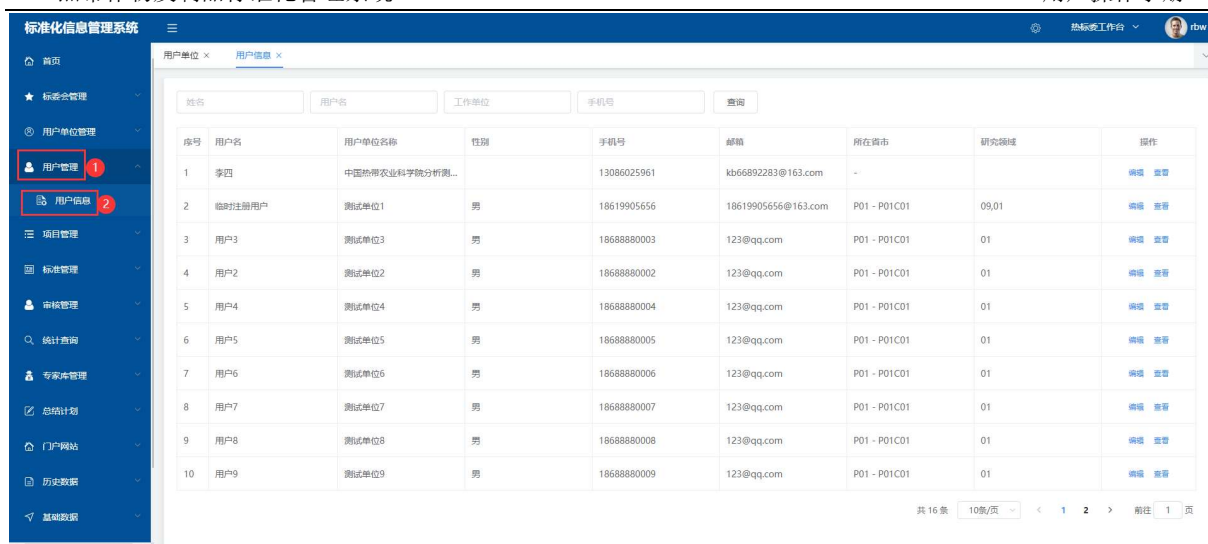 标准化信息管理系统
热标委工作台
rbw
首页
用户单位 ×
用户信息 ×
标委会管理
姓名
用户名
工作单位
手机号
查询
用户单位管理
序号 用户名 用户单位名称 性别 手机号 邮箱 所在省市 研究领域 操作
用户管理 1
1 李四 中国热带农业科学院分析测... 13086025961 kb66892283@163.com - 编辑 查看
用户信息 2
2 临时注册用户 测试单位1 男 18619905656 18619905656@163.com P01 - P01C01 09,01 编辑 查看
项目管理
3 用户3 测试单位3 男 18688880003 123@qq.com P01 - P01C01 01 编辑 查看
标准管理
4 用户2 测试单位2 男 18688880002 123@qq.com P01 - P01C01 01 编辑 查看
审核管理
5 用户4 测试单位4 男 18688880004 123@qq.com P01 - P01C01 01 编辑 查看
统计查询
6 用户5 测试单位5 男 18688880005 123@qq.com P01 - P01C01 01 编辑 查看
专家库管理
7 用户6 测试单位6 男 18688880006 123@qq.com P01 - P01C01 01 编辑 查看
总结计划
8 用户7 测试单位7 男 18688880007 123@qq.com P01 - P01C01 01 编辑 查看
门户网站
9 用户8 测试单位8 男 18688880008 123@qq.com P01 - P01C01 01 编辑 查看
历史数据
10 用户9 测试单位9 男 18688880009 123@qq.com P01 - P01C01 01 编辑 查看
基础数据
共 16 条 10条/页 < 1 2 > 前往 1 页